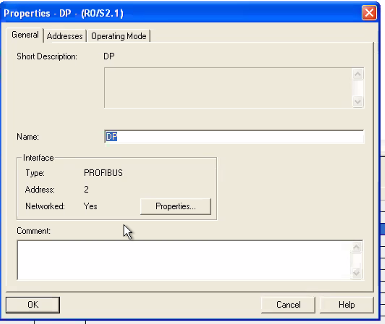 Properties - DP - (R0/S2.1)
General Addresses Operating Mode
Short Description: DP
Name: DP
Interface
Type: PROFIBUS
Address: 2
Networked: Yes Properties...
Comment:
OK Cancel Help